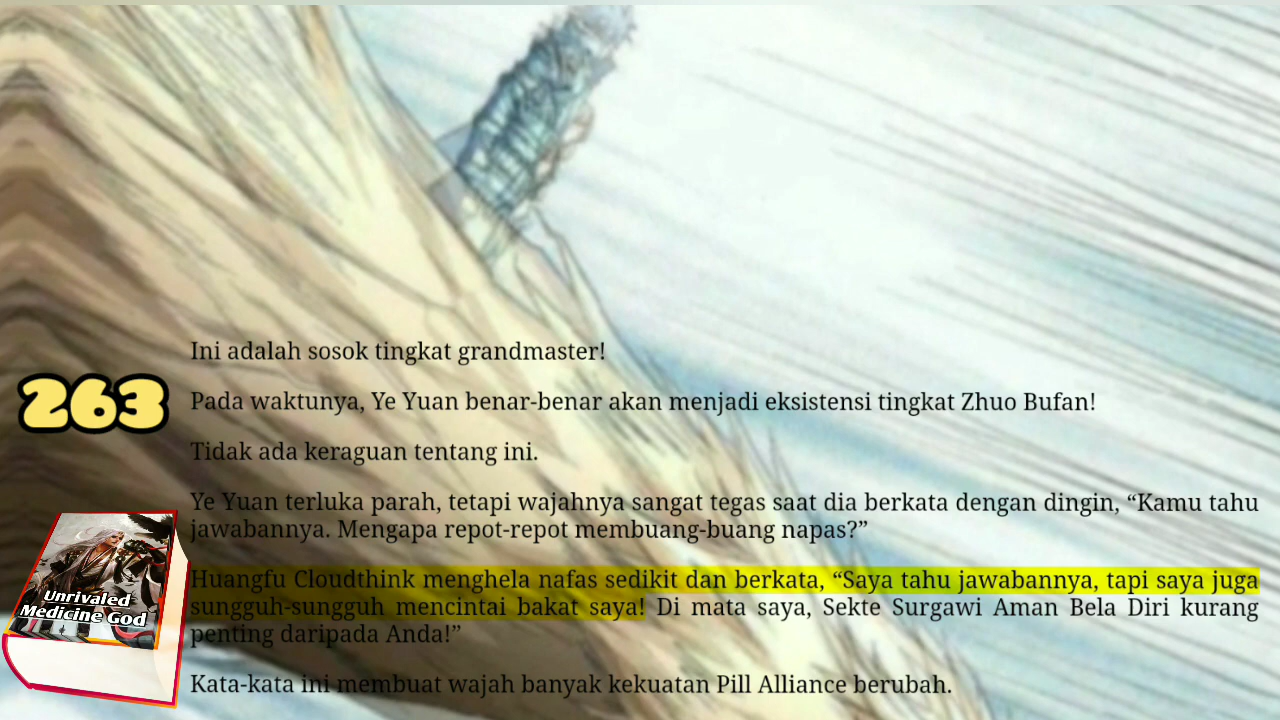 Ini adalah sosok tingkat grandmaster!
263
Pada waktunya, Ye Yuan benar-benar akan menjadi eksistensi tingkat Zhuo Bufan!
Tidak ada keraguan tentang ini.
Ye Yuan terluka parah, tetapi wajahnya sangat tegas saat dia berkata dengan dingin, “Kamu tahu
jawabannya. Mengapa repot-repot membuang-buang napas?”
Huangfu Cloudthink menghela nafas sedikit dan berkata, “Saya tahu jawabannya, tapi saya juga
sungguh-sungguh mencintai bakat saya! Di mata saya, Sekte Surgawi Aman Bela Diri kurang
penting daripada Anda!”
Kata-kata ini membuat wajah banyak kekuatan Pill Alliance berubah.
Unrivaled
Medicine God